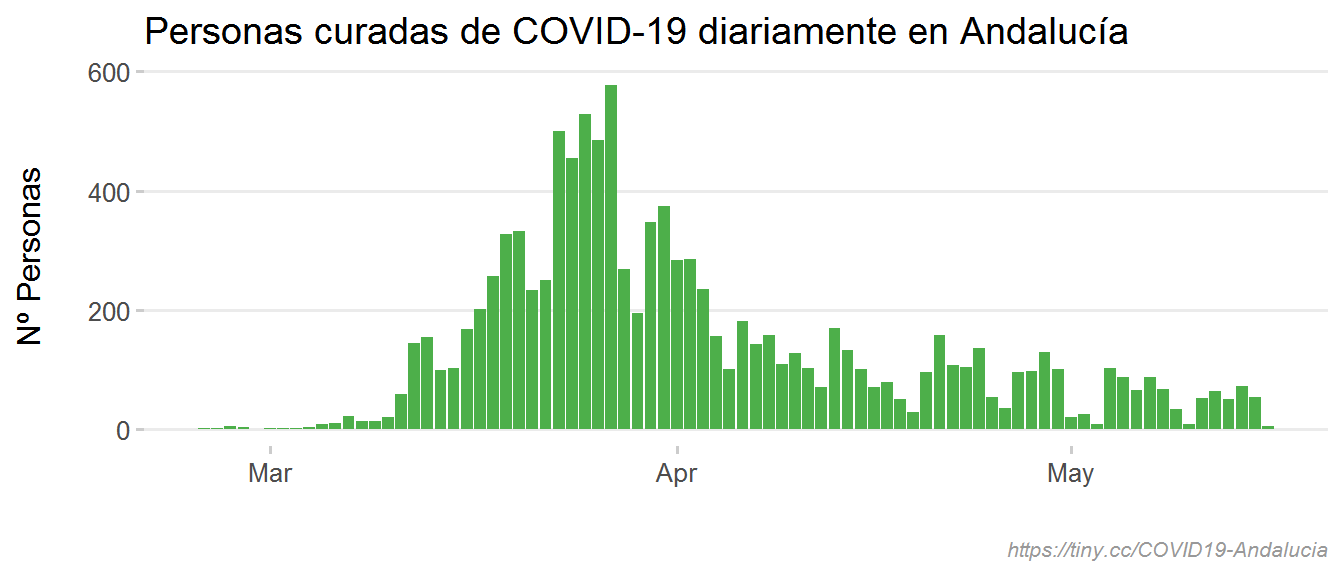 Personas curadas de COVID-19 diariamente en Andalucía
600
400
200
0
Nº Personas
Mar Apr May
https://tiny.cc/COVID19-Andalucia